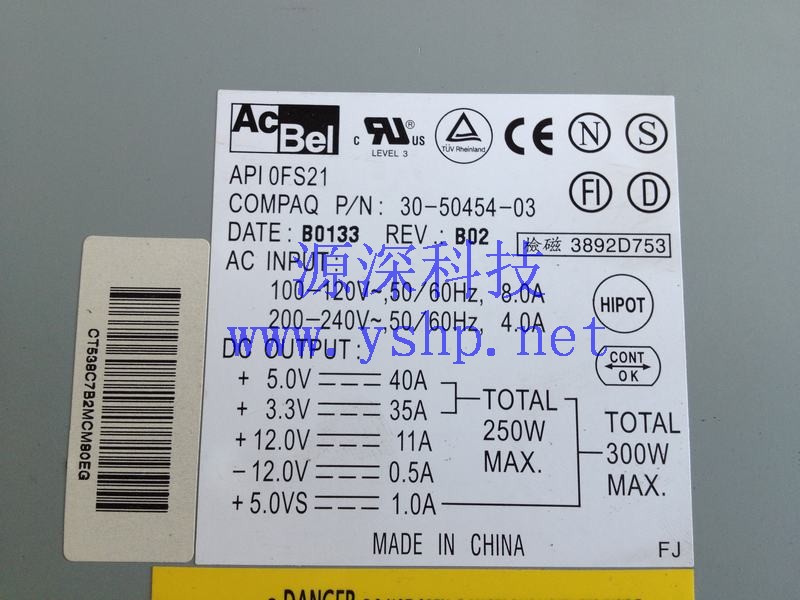 AcBel
c RU® US
LEVEL 3
TÜV Rheinland
CE
N
S
FI
D
API 0FS21
COMPAQ P/N: 30-50454-03
DATE: B0133 REV.: B02
檢磁 3892D753
AC INPUT:
100-120V~,50/60Hz, 8.0A
200-240V~,50/60Hz, 4.0A
HIPOT
源深科技
www.yshp.net
DC OUTPUT:
CONT
OK
+ 5.0V 40A
+ 3.3V 35A
+12.0V 11A
-12.0V 0.5A
+5.0VS 1.0A
TOTAL
250W
MAX.
TOTAL
300W
MAX.
MADE IN CHINA
FJ
CT538C7B2MCM80EG
DANGER